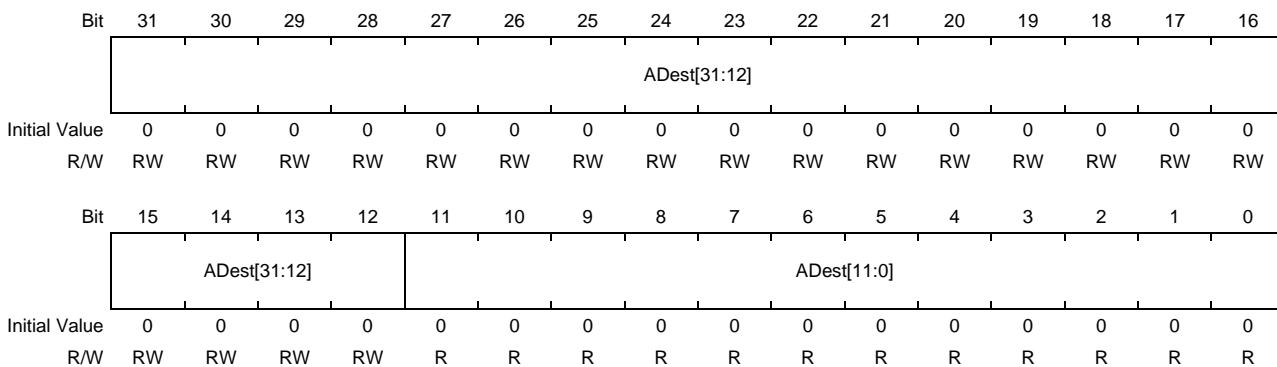 Bit 31 30 29 28 27 26 25 24 23 22 21 20 19 18 17 16
ADest[31:12]
Initial Value 0 0 0 0 0 0 0 0 0 0 0 0 0 0 0 0
R/W RW RW RW RW RW RW RW RW RW RW RW RW RW RW RW RW
Bit 15 14 13 12 11 10 9 8 7 6 5 4 3 2 1 0
ADest[31:12] ADest[11:0]
Initial Value 0 0 0 0 0 0 0 0 0 0 0 0 0 0 0 0
R/W RW RW RW RW R R R R R R R R R R R R